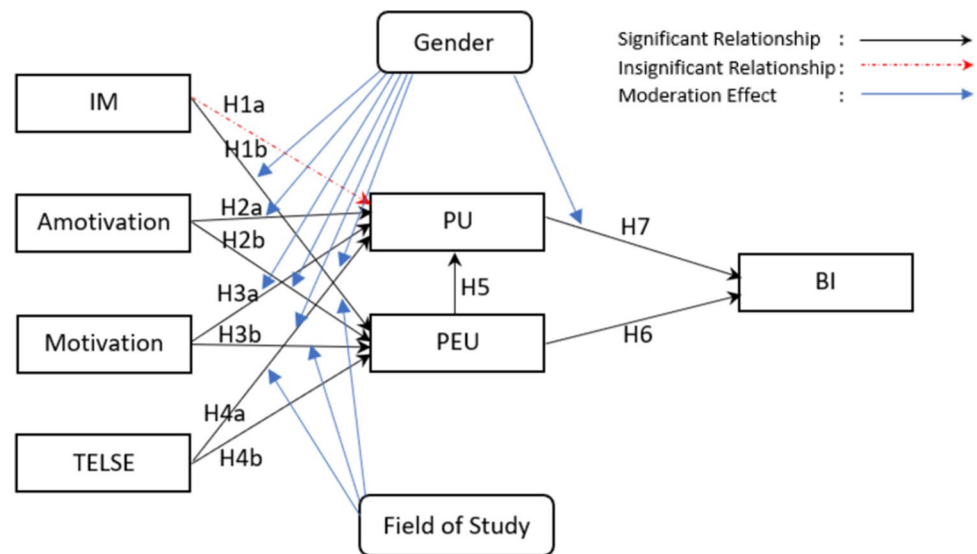 Gender
Significant Relationship :
Insignificant Relationship :
Moderation Effect :
IM
H1a
H1b
Amotivation
H2a
H2b
PU
H7
BI
H3a
H5
Motivation
H3b
PEU
H6
H4a
TELSE
H4b
Field of Study